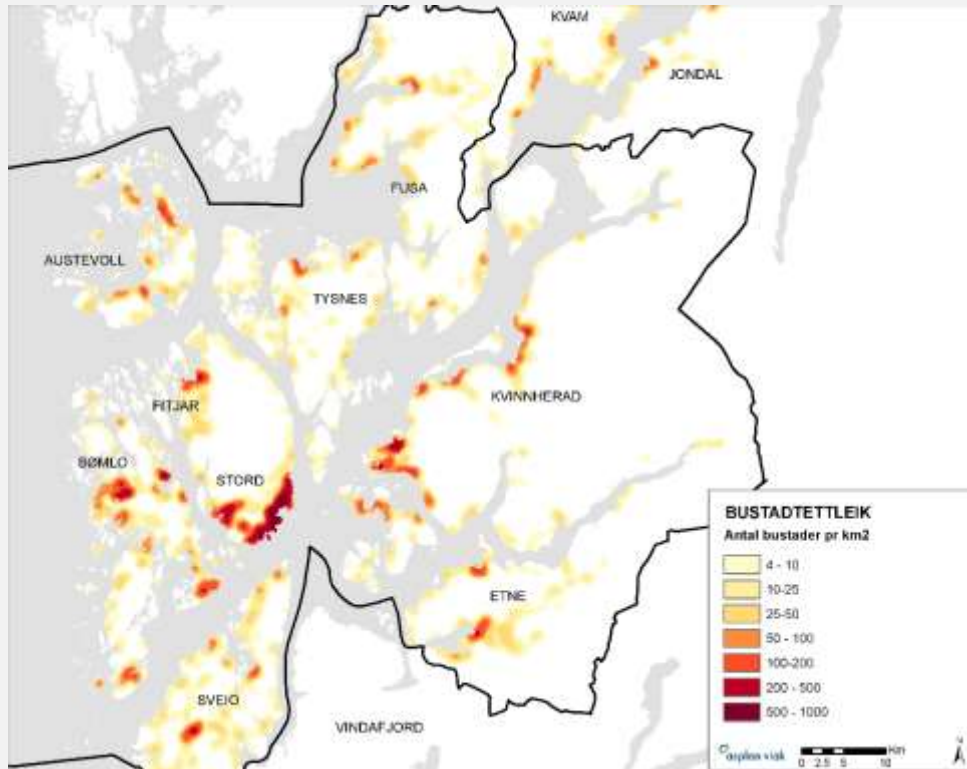 KVAM
JONDAL
FUSA
AUSTEVOLL
TYSNES
FITJAR
KVINNHERAD
BØMLO
STORD
ETNE
SVEIO
VINDAFJORD
BUSTADTETTLEIK
Antal bustader pr km2
4 - 10
10-25
25-50
50 - 100
100-200
200 - 500
500 - 1000
asplan viak
Km
0 2.5 5 10
N